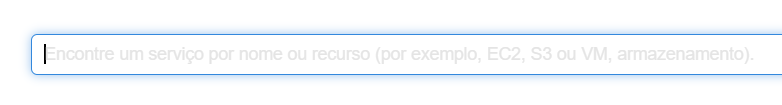 Encontre um serviço por nome ou recurso (por exemplo, EC2, S3 ou VM, armazenamento).